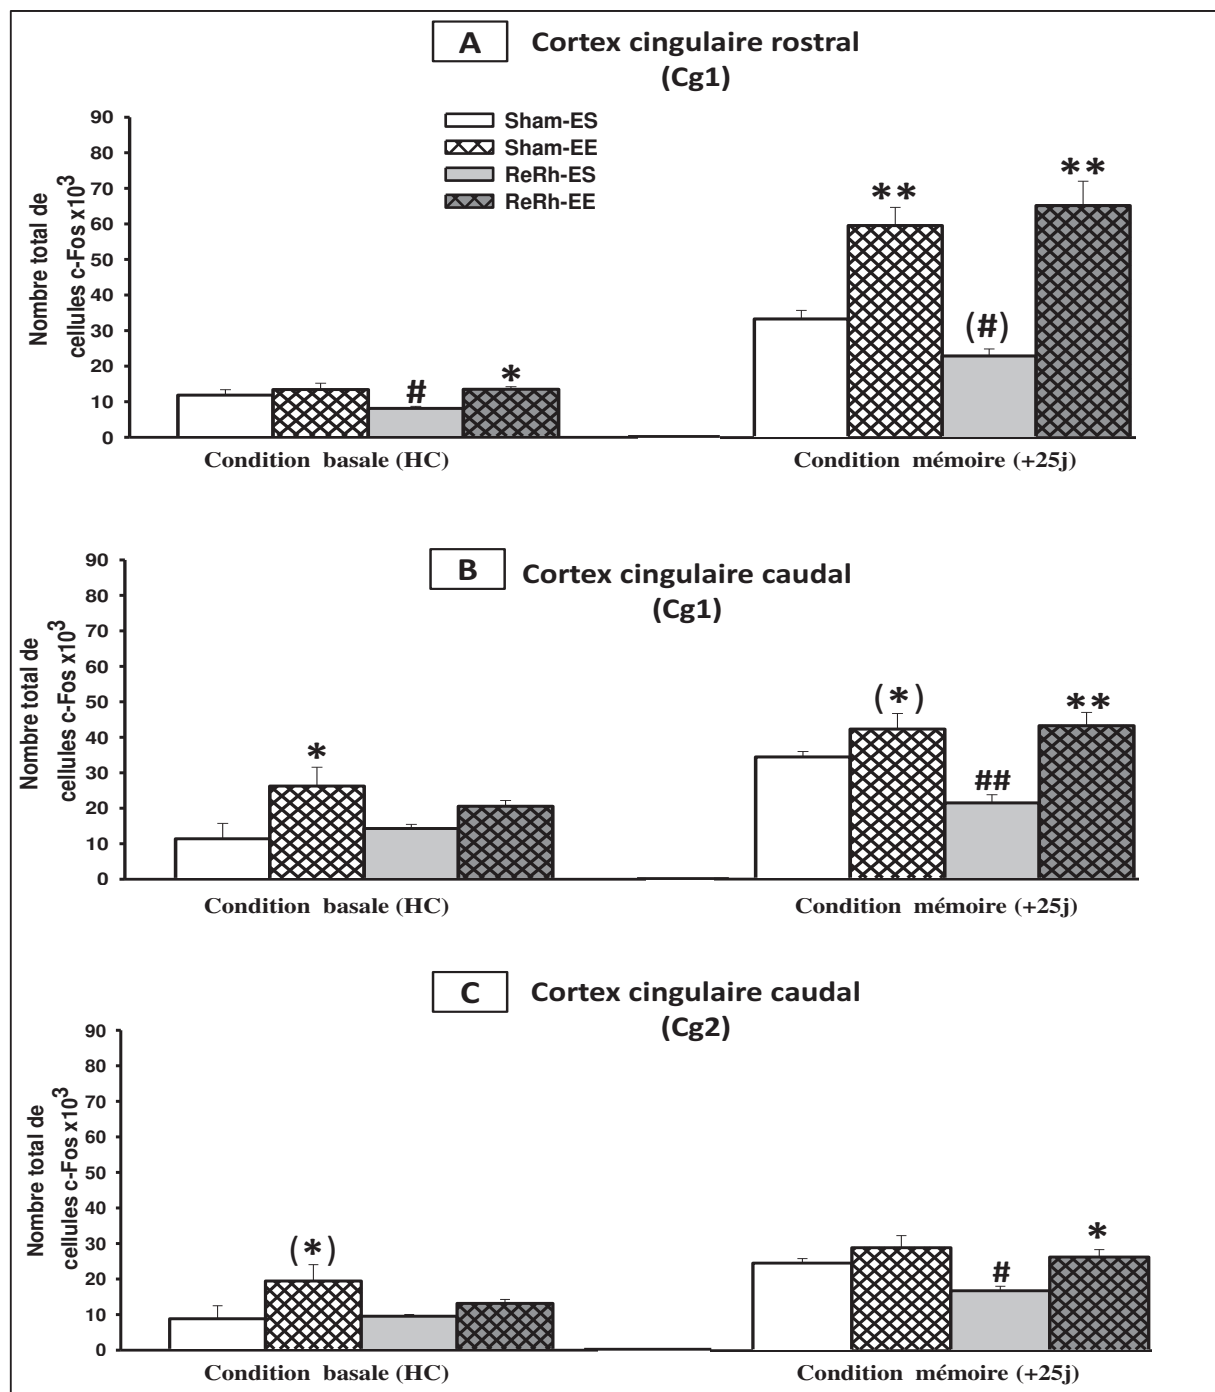 A Cortex cingulaire rostral
(Cg1)
Nombre total de
cellules c-Fos x10³
90
80
70
60
50
40
30
20
10
0
Sham-ES
Sham-EE
ReRh-ES
ReRh-EE
#
*
**
(#)
**
Condition basale (HC)
Condition mémoire (+25j)
B Cortex cingulaire caudal
(Cg1)
Nombre total de
cellules c-Fos x10³
90
80
70
60
50
40
30
20
10
0
*
(*)
##
**
Condition basale (HC)
Condition mémoire (+25j)
C Cortex cingulaire caudal
(Cg2)
Nombre total de
cellules c-Fos x10³
90
80
70
60
50
40
30
20
10
0
(*)
#
*
Condition basale (HC)
Condition mémoire (+25j)